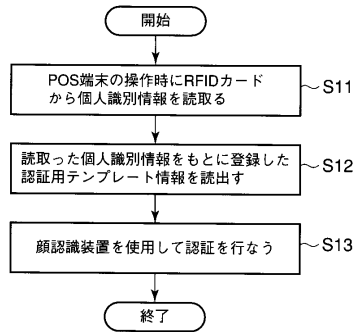 開始
POS端末の操作時にRFIDカード
から個人識別情報を読取る
S11
読取った個人識別情報をもとに登録した
認証用テンプレート情報を読出す
S12
顔認識装置を使用して認証を行なう
S13
終了